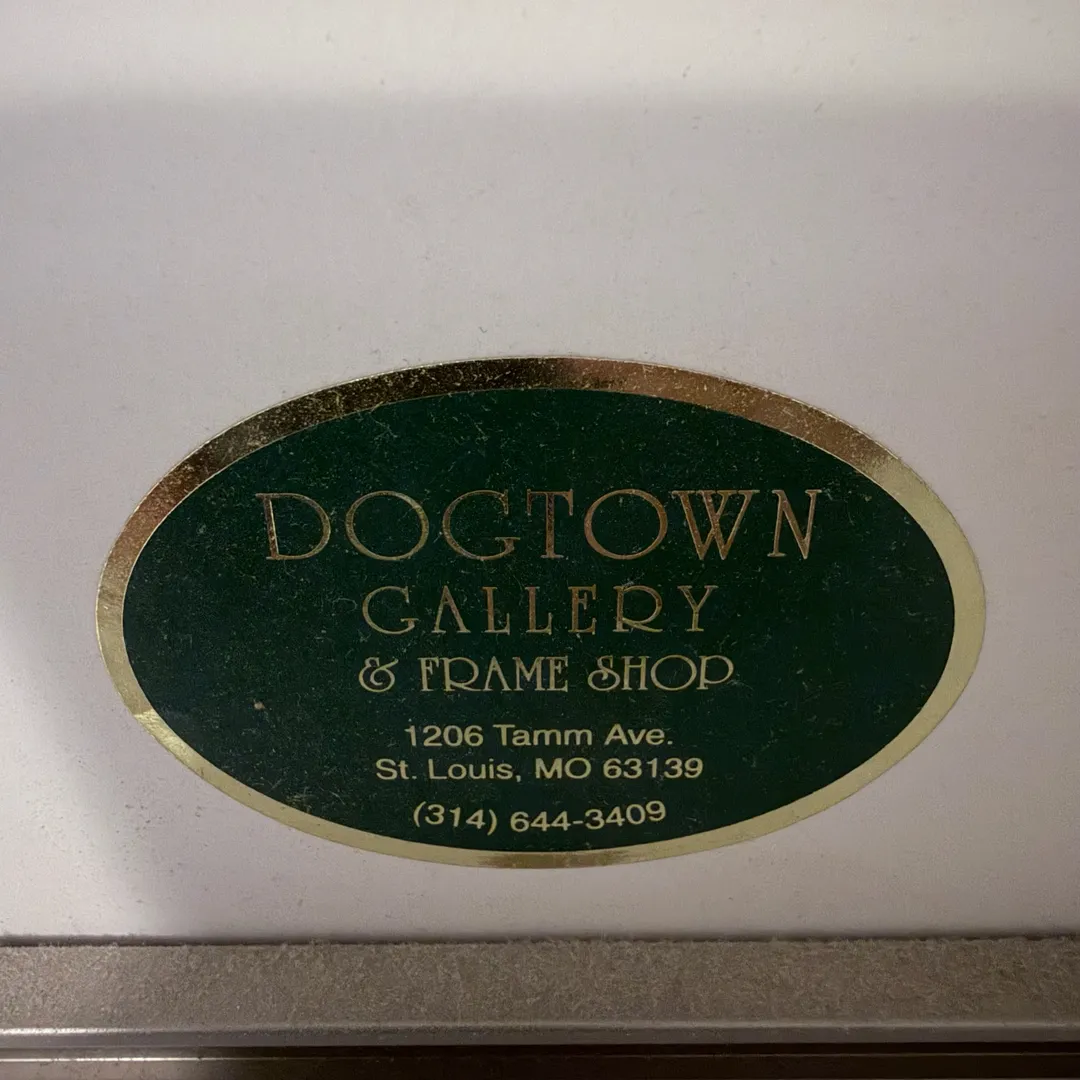 DOGTOWN
GALLERY
& FRAME SHOP
1206 Tamm Ave.
St. Louis, MO 63139
(314) 644-3409